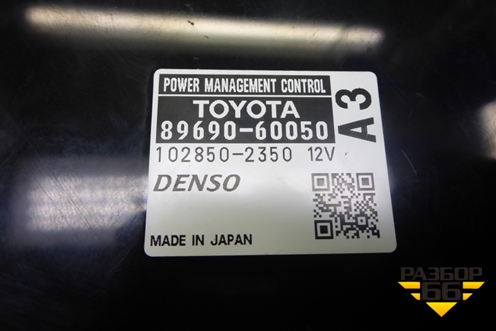 POWER MANAGEMENT CONTROL
TOYOTA
89690-60050
A3
102850-2350 12V
DENSO
MADE IN JAPAN
РАЗБОР
66